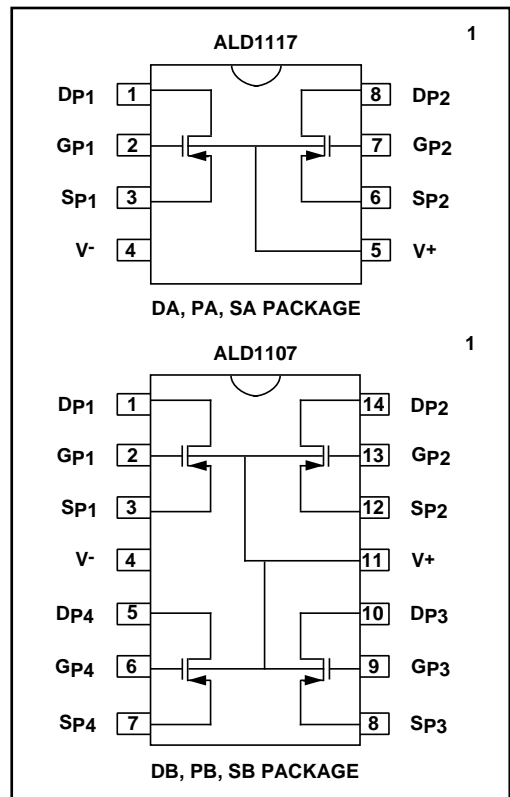 ALD1117
1
DP1 1 8 DP2
GP1 2 7 GP2
SP1 3 6 SP2
V- 4 5 V+
DA, PA, SA PACKAGE
ALD1107
1
DP1 1 14 DP2
GP1 2 13 GP2
SP1 3 12 SP2
V- 4 11 V+
DP4 5 10 DP3
GP4 6 9 GP3
SP4 7 8 SP3
DB, PB, SB PACKAGE